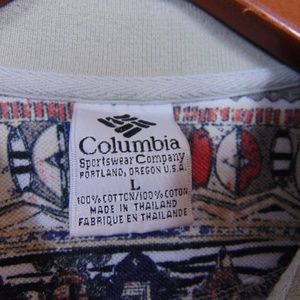 Columbia
Sportswear Company
PORTLAND, OREGON U.S.A.
L
100% COTTON/100% COTON
MADE IN THAILAND
FABRIQUE EN THAILANDE